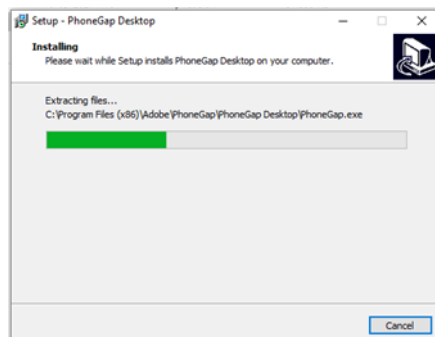 Setup - PhoneGap Desktop
Installing
Please wait while Setup installs PhoneGap Desktop on your computer.
Extracting files...
C:\Program Files (x86)\Adobe\PhoneGap\PhoneGap Desktop\PhoneGap.exe
Cancel